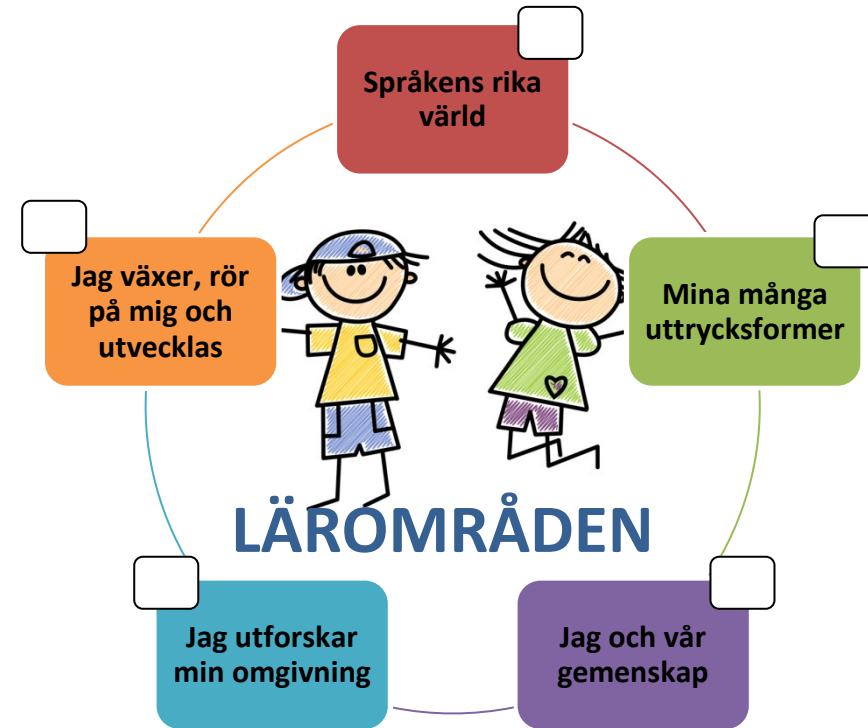 Språkens rika
värld
Jag växer, rör
på mig och
utvecklas
Mina många
uttrycksformer
LÄROMRÅDEN
Jag utforskar
min omgivning
Jag och vår
gemenskap